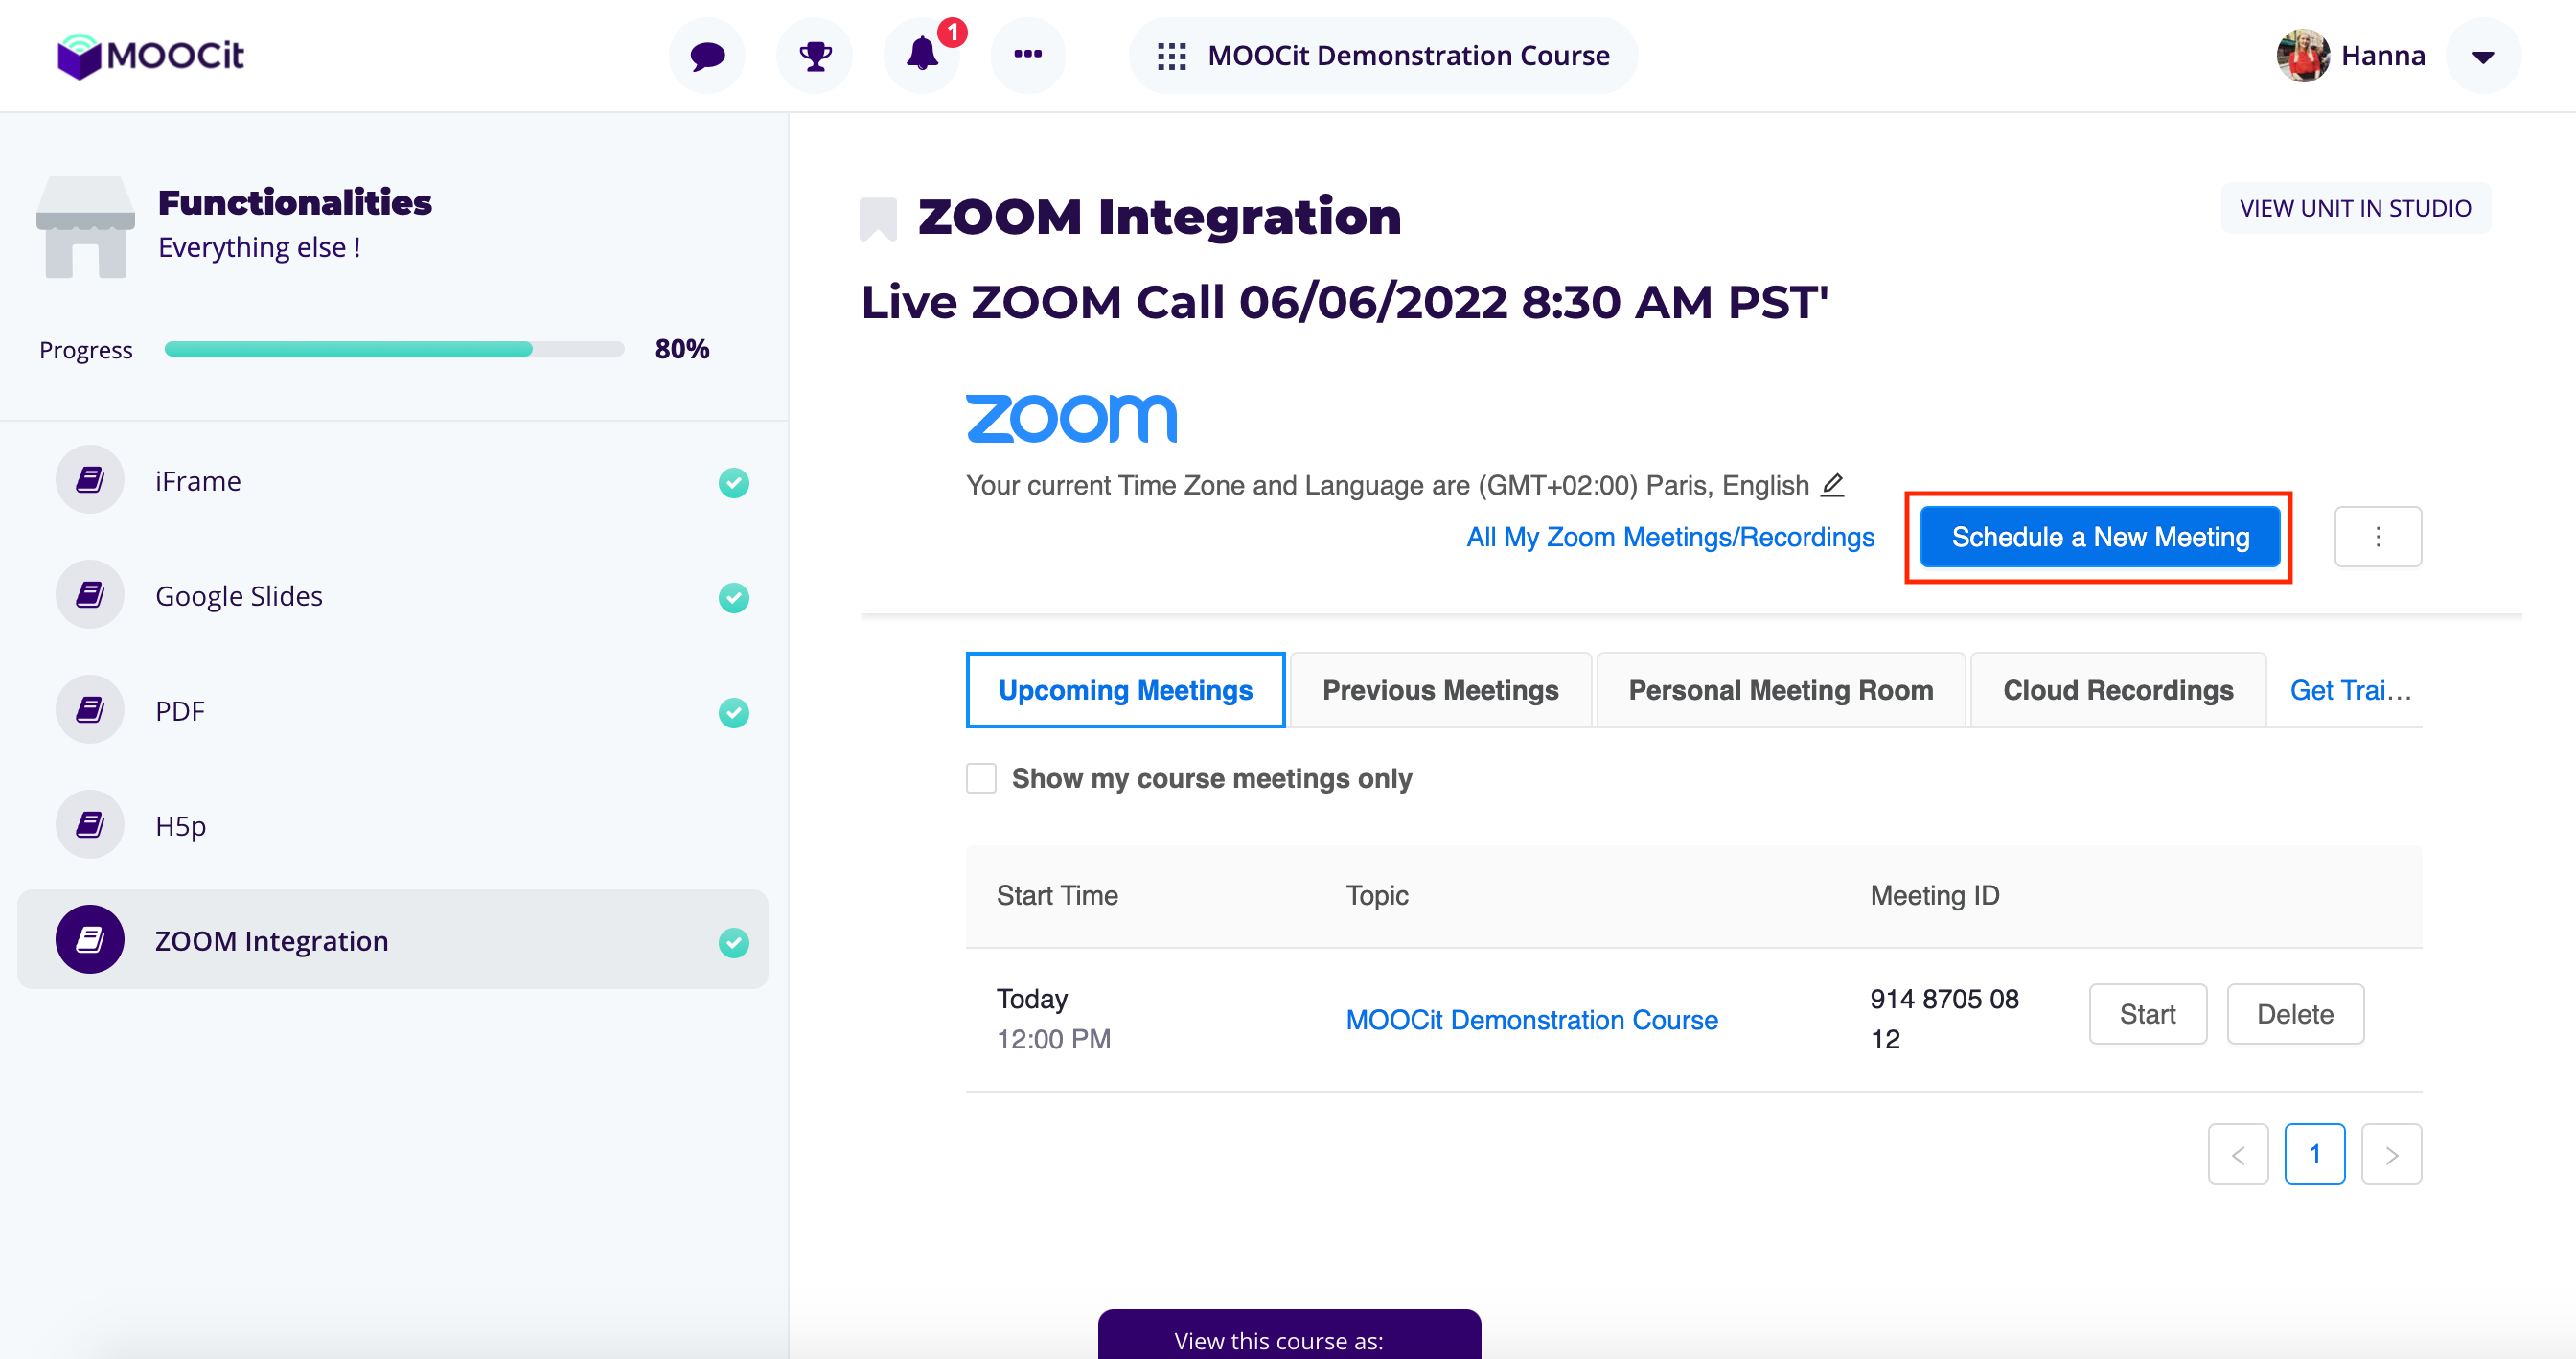 MOOCit
1
MOOCit Demonstration Course
Hanna
Functionalities
Everything else !
Progress
80%
iFrame
Google Slides
PDF
H5p
ZOOM Integration
ZOOM Integration
VIEW UNIT IN STUDIO
Live ZOOM Call 06/06/2022 8:30 AM PST'
zoom
Your current Time Zone and Language are (GMT+02:00) Paris, English
All My Zoom Meetings/Recordings
Schedule a New Meeting
Upcoming Meetings
Previous Meetings
Personal Meeting Room
Cloud Recordings
Get Trai...
Show my course meetings only
Start Time
Topic
Meeting ID
Today
12:00 PM
MOOCit Demonstration Course
914 8705 08
12
Start
Delete
<
1
>
View this course as: